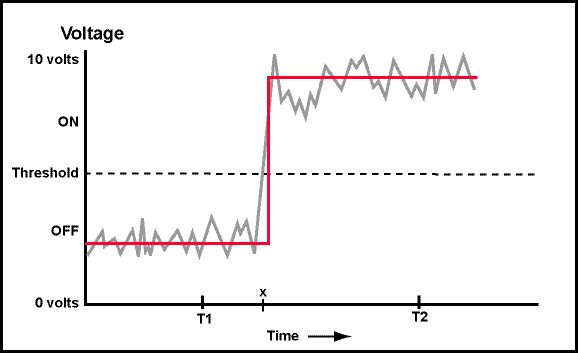 Voltage
10 volts
ON
Threshold
OFF
0 volts
x
T1
T2
Time